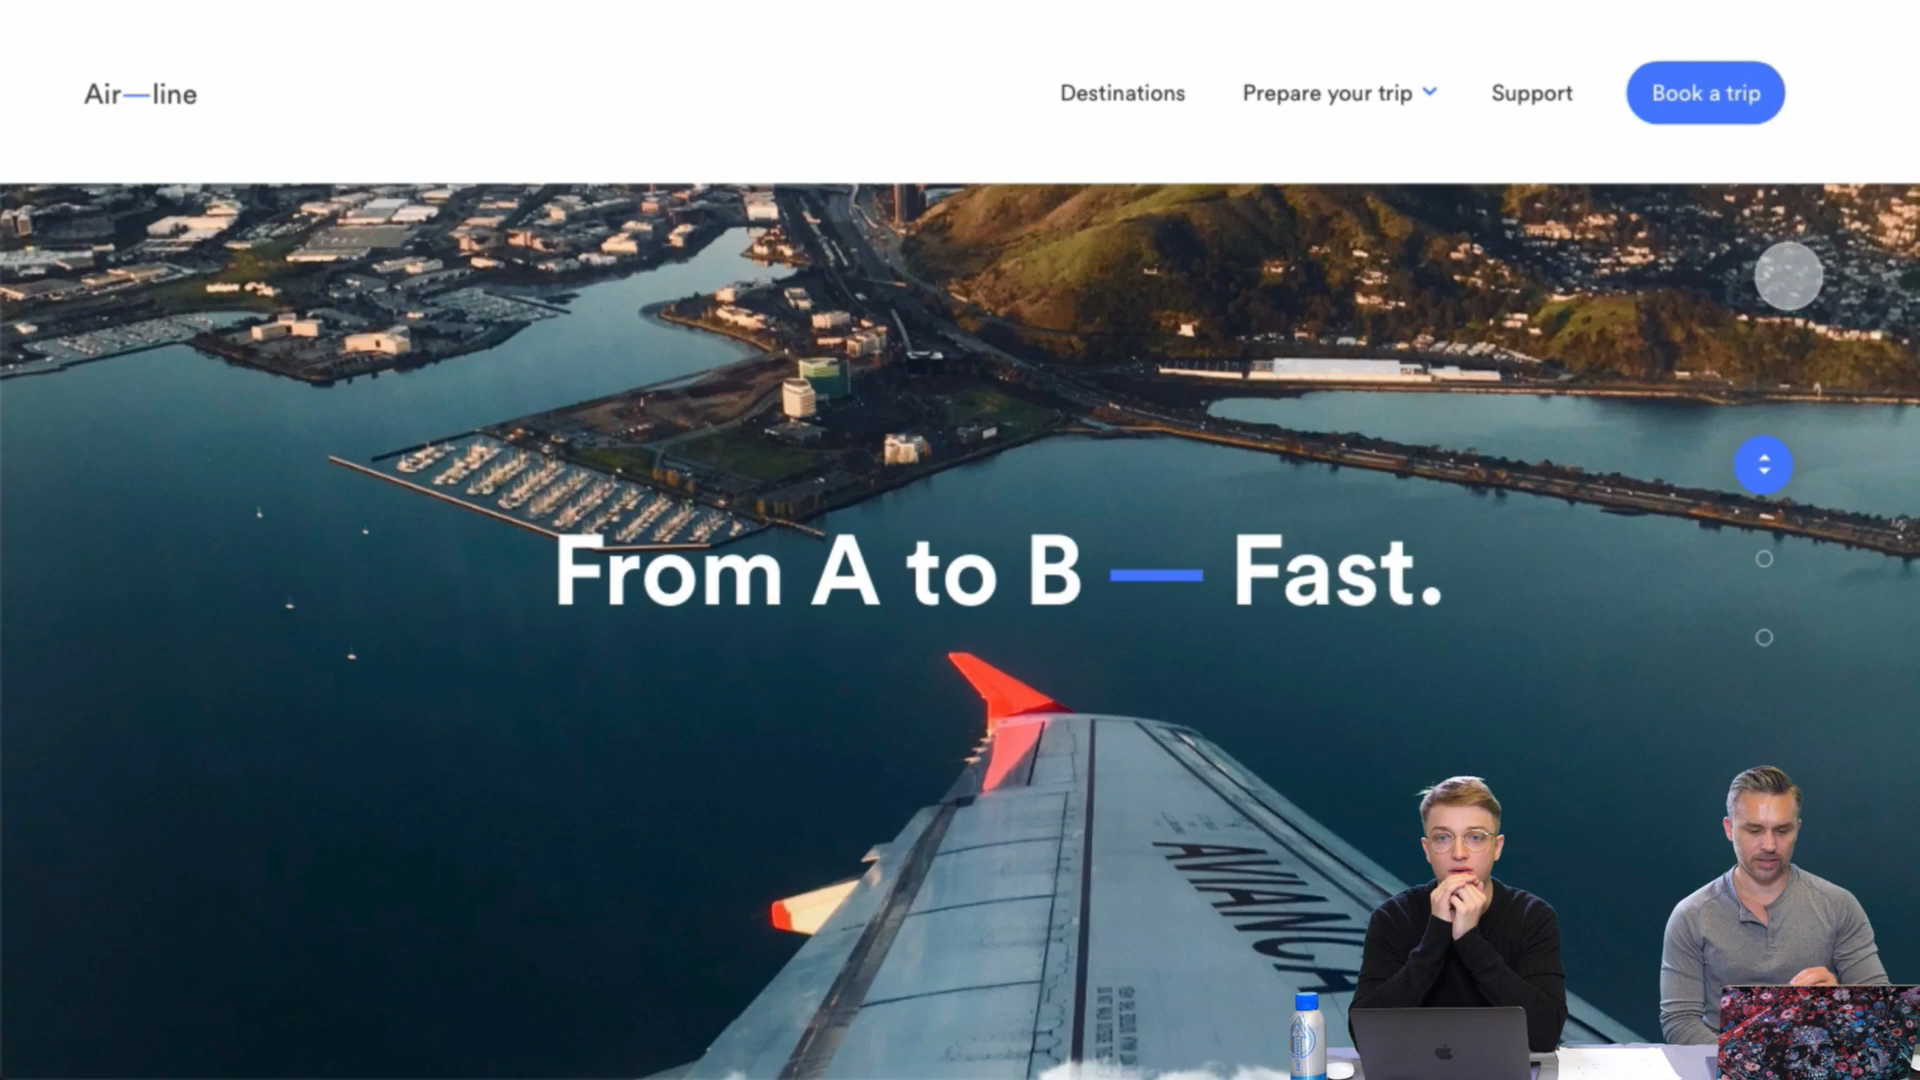 Air—line
Destinations
Prepare your trip
Support
Book a trip
From A to B — Fast.
AVIANCA